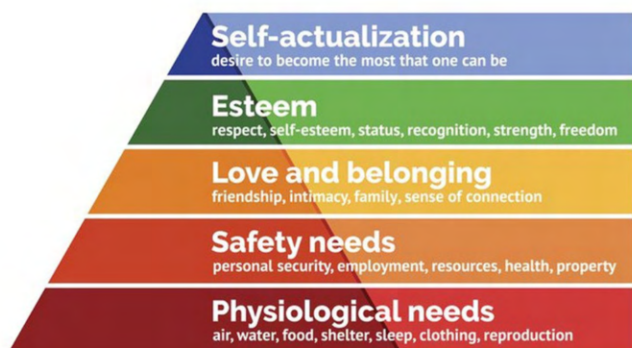 Self-actualization
desire to become the most that one can be
Esteem
respect, self-esteem, status, recognition, strength, freedom
Love and belonging
friendship, intimacy, family, sense of connection
Safety needs
personal security, employment, resources, health, property
Physiological needs
air, water, food, shelter, sleep, clothing, reproduction